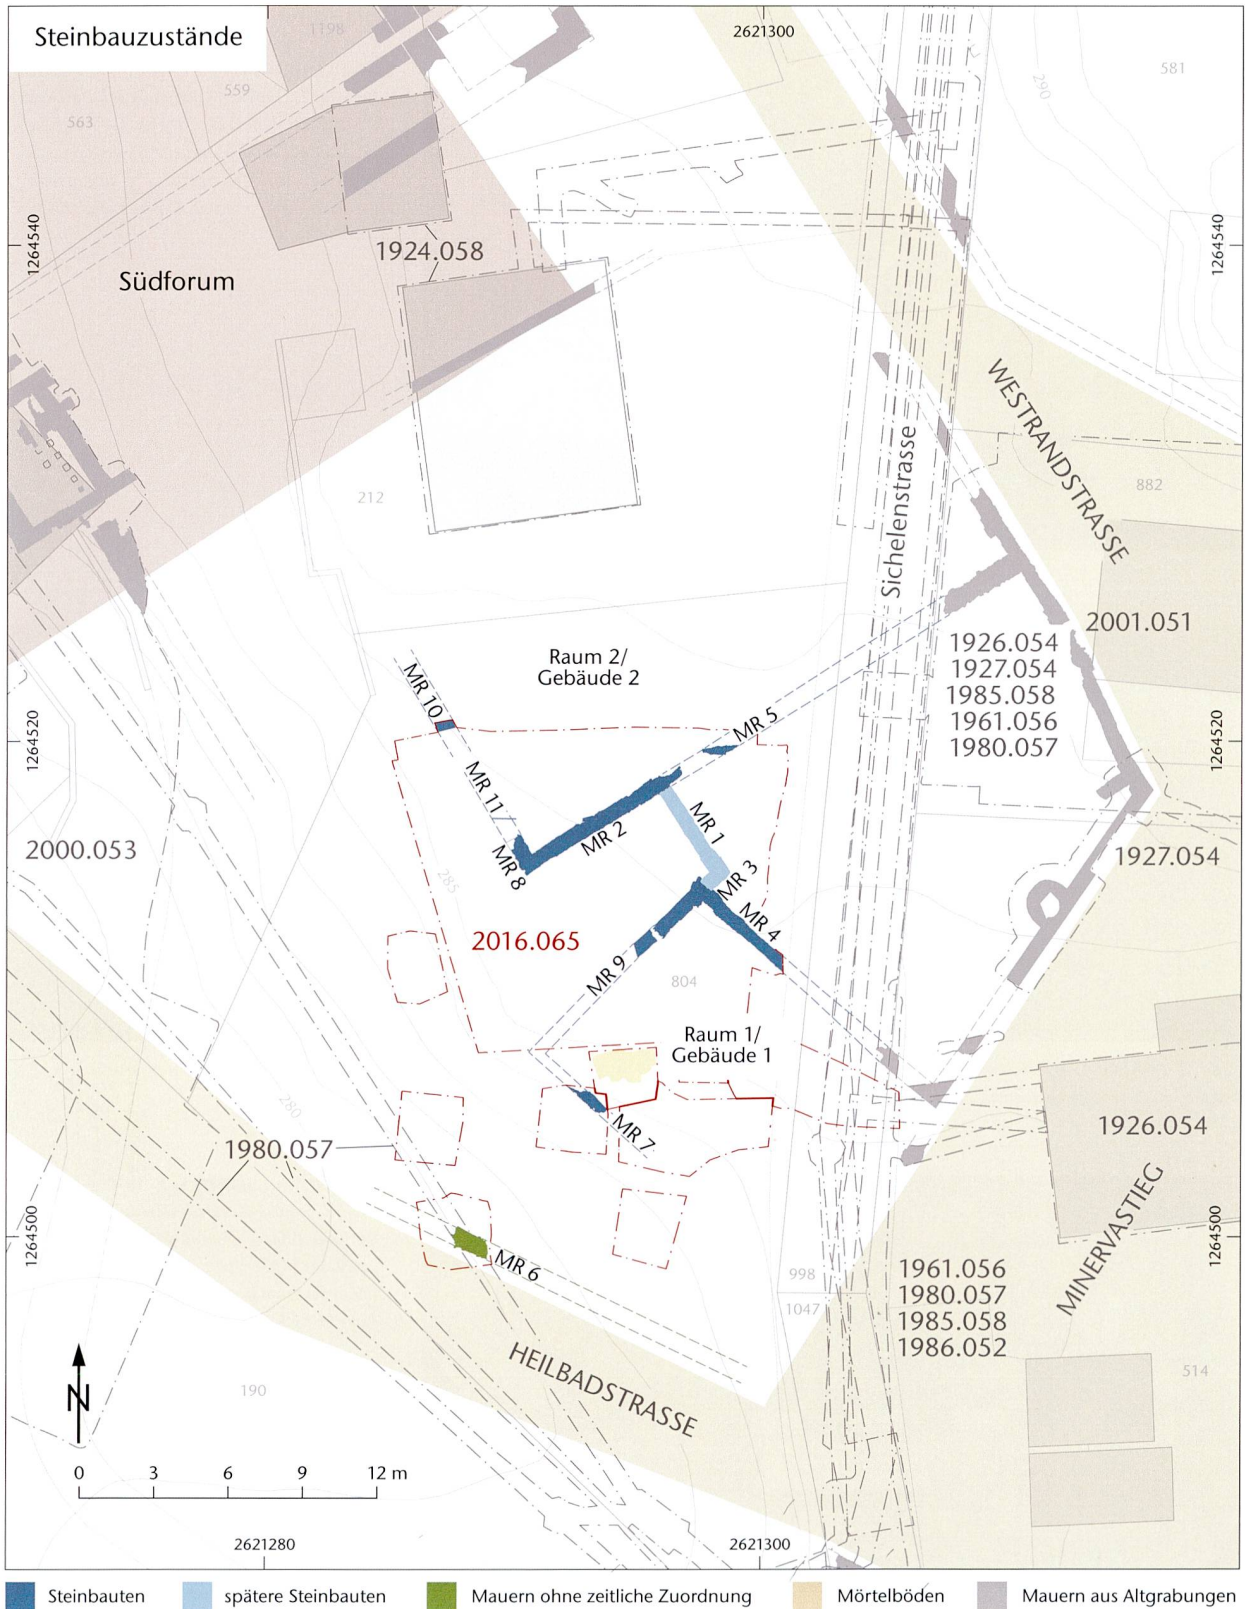 Steinbauzustände
1198
2621300
581
559
290
563
1264540
1264540
1924.058
Südforum
WESTRANDSTRASSE
Sichelenstrasse
882
212
2001.051
1926.054
1927.054
1985.058
1961.056
1980.057
Raum 2/
Gebäude 2
MR 10
MR 5
1264520
1264520
MR 11
MR 1
MR 2
2000.053
1927.054
MR 8
MR 3
285
MR 4
2016.065
MR 9
804
Raum 1/
Gebäude 1
280
1980.057
MR 7
1926.054
MINERVASTIEG
1264500
1264500
MR 6
998
1047
1961.056
1980.057
1985.058
1986.052
HEILBADSTRASSE
514
190
N
0 3 6 9 12 m
2621280
2621300
Steinbauten
spätere Steinbauten
Mauern ohne zeitliche Zuordnung
Mörtelböden
Mauern aus Altgrabungen